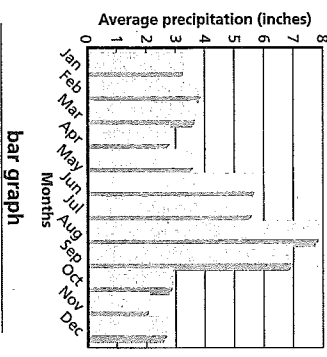 Average precipitation (inches)
0 1 2 3 4 5 6 7 8
Jan
Feb
Mar
Apr
May
Jun
Jul
Aug
Sep
Oct
Nov
Dec
Months
bar graph